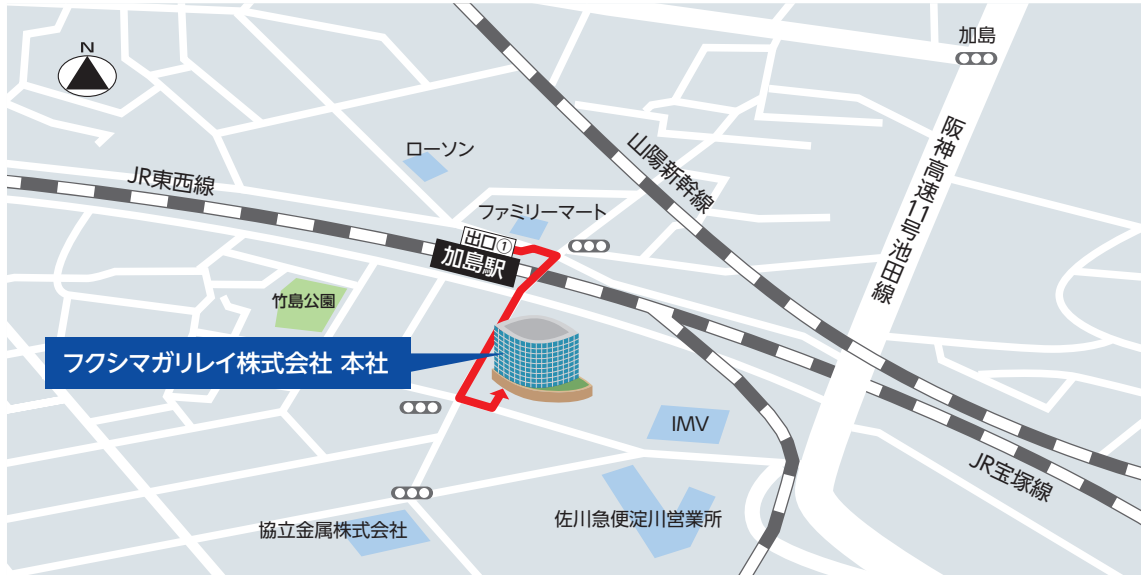 N
加島
ローソン
山陽新幹線
阪神高速11号池田線
JR東西線
ファミリーマート
出口①
加島駅
竹島公園
フクシマガリレイ株式会社 本社
IMV
JR宝塚線
佐川急便淀川営業所
協立金属株式会社